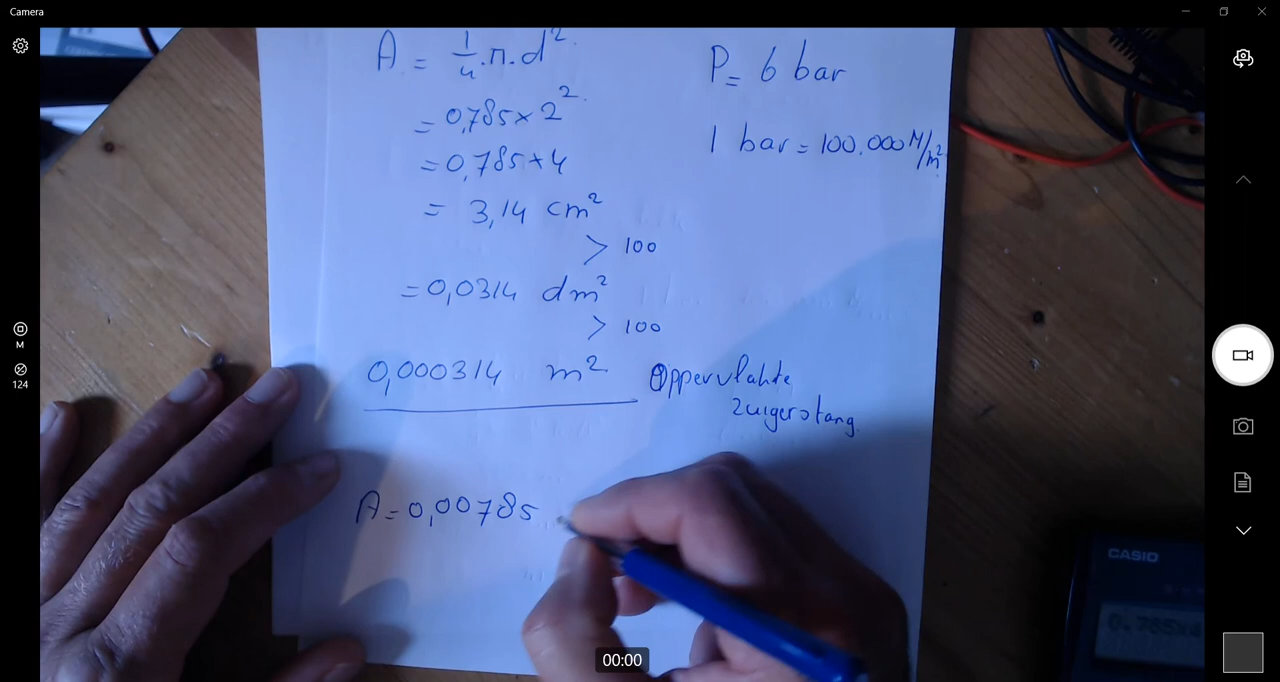 Camera
A = 1/4 . π . d²
= 0,785 × 2²
= 0,785 × 4
= 3,14 cm²
> 100
= 0,0314 dm²
> 100
0,000314 m² Oppervlakte
zuigerstang.
A = 0,00785
P = 6 bar
1 bar = 100.000 N/m²
M
124
CASIO
00:00